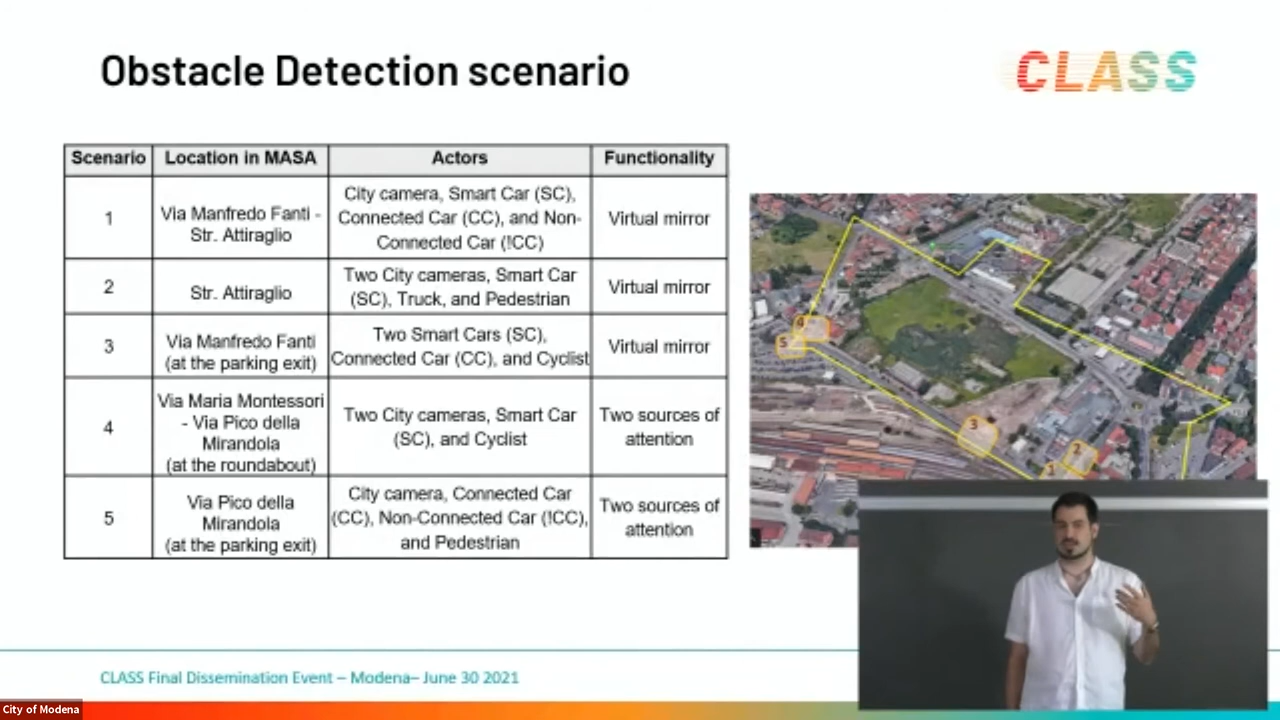 Obstacle Detection scenario
CLASS
Scenario
Location in MASA
Actors
Functionality
1
Via Manfredo Fanti -
Str. Attiraglio
City camera, Smart Car (SC),
Connected Car (CC), and Non-
Connected Car (!CC)
Virtual mirror
2
Str. Attiraglio
Two City cameras, Smart Car
(SC), Truck, and Pedestrian
Virtual mirror
3
Via Manfredo Fanti
(at the parking exit)
Two Smart Cars (SC),
Connected Car (CC), and Cyclist
Virtual mirror
4
Via Maria Montessori
- Via Pico della
Mirandola
(at the roundabout)
Two City cameras, Smart Car
(SC), and Cyclist
Two sources of
attention
5
Via Pico della
Mirandola
(at the parking exit)
City camera, Connected Car
(CC), Non-Connected Car (!CC),
and Pedestrian
Two sources of
attention
5
3
2
1
CLASS Final Dissemination Event – Modena– June 30 2021
City of Modena